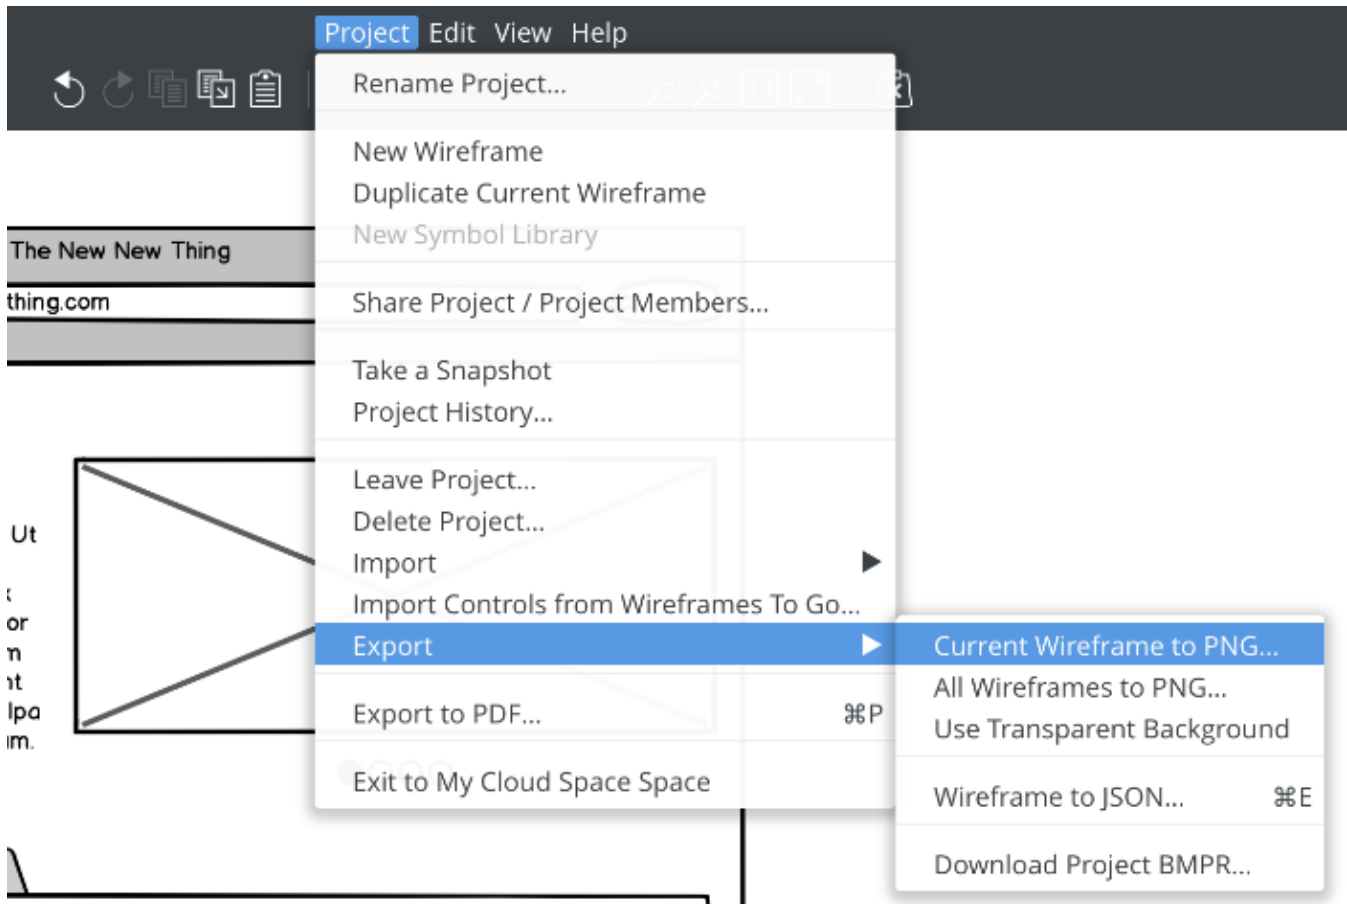 Project Edit View Help
Rename Project...
New Wireframe
Duplicate Current Wireframe
New Symbol Library
The New New Thing
thing.com
Share Project / Project Members...
Take a Snapshot
Project History...
Leave Project...
Delete Project...
Ut
Import
Import Controls from Wireframes To Go...
or
Export
Current Wireframe to PNG...
All Wireframes to PNG...
nt
lpa
Export to PDF... ⌘P
Use Transparent Background
um.
Exit to My Cloud Space Space
Wireframe to JSON... ⌘E
Download Project BMPR...